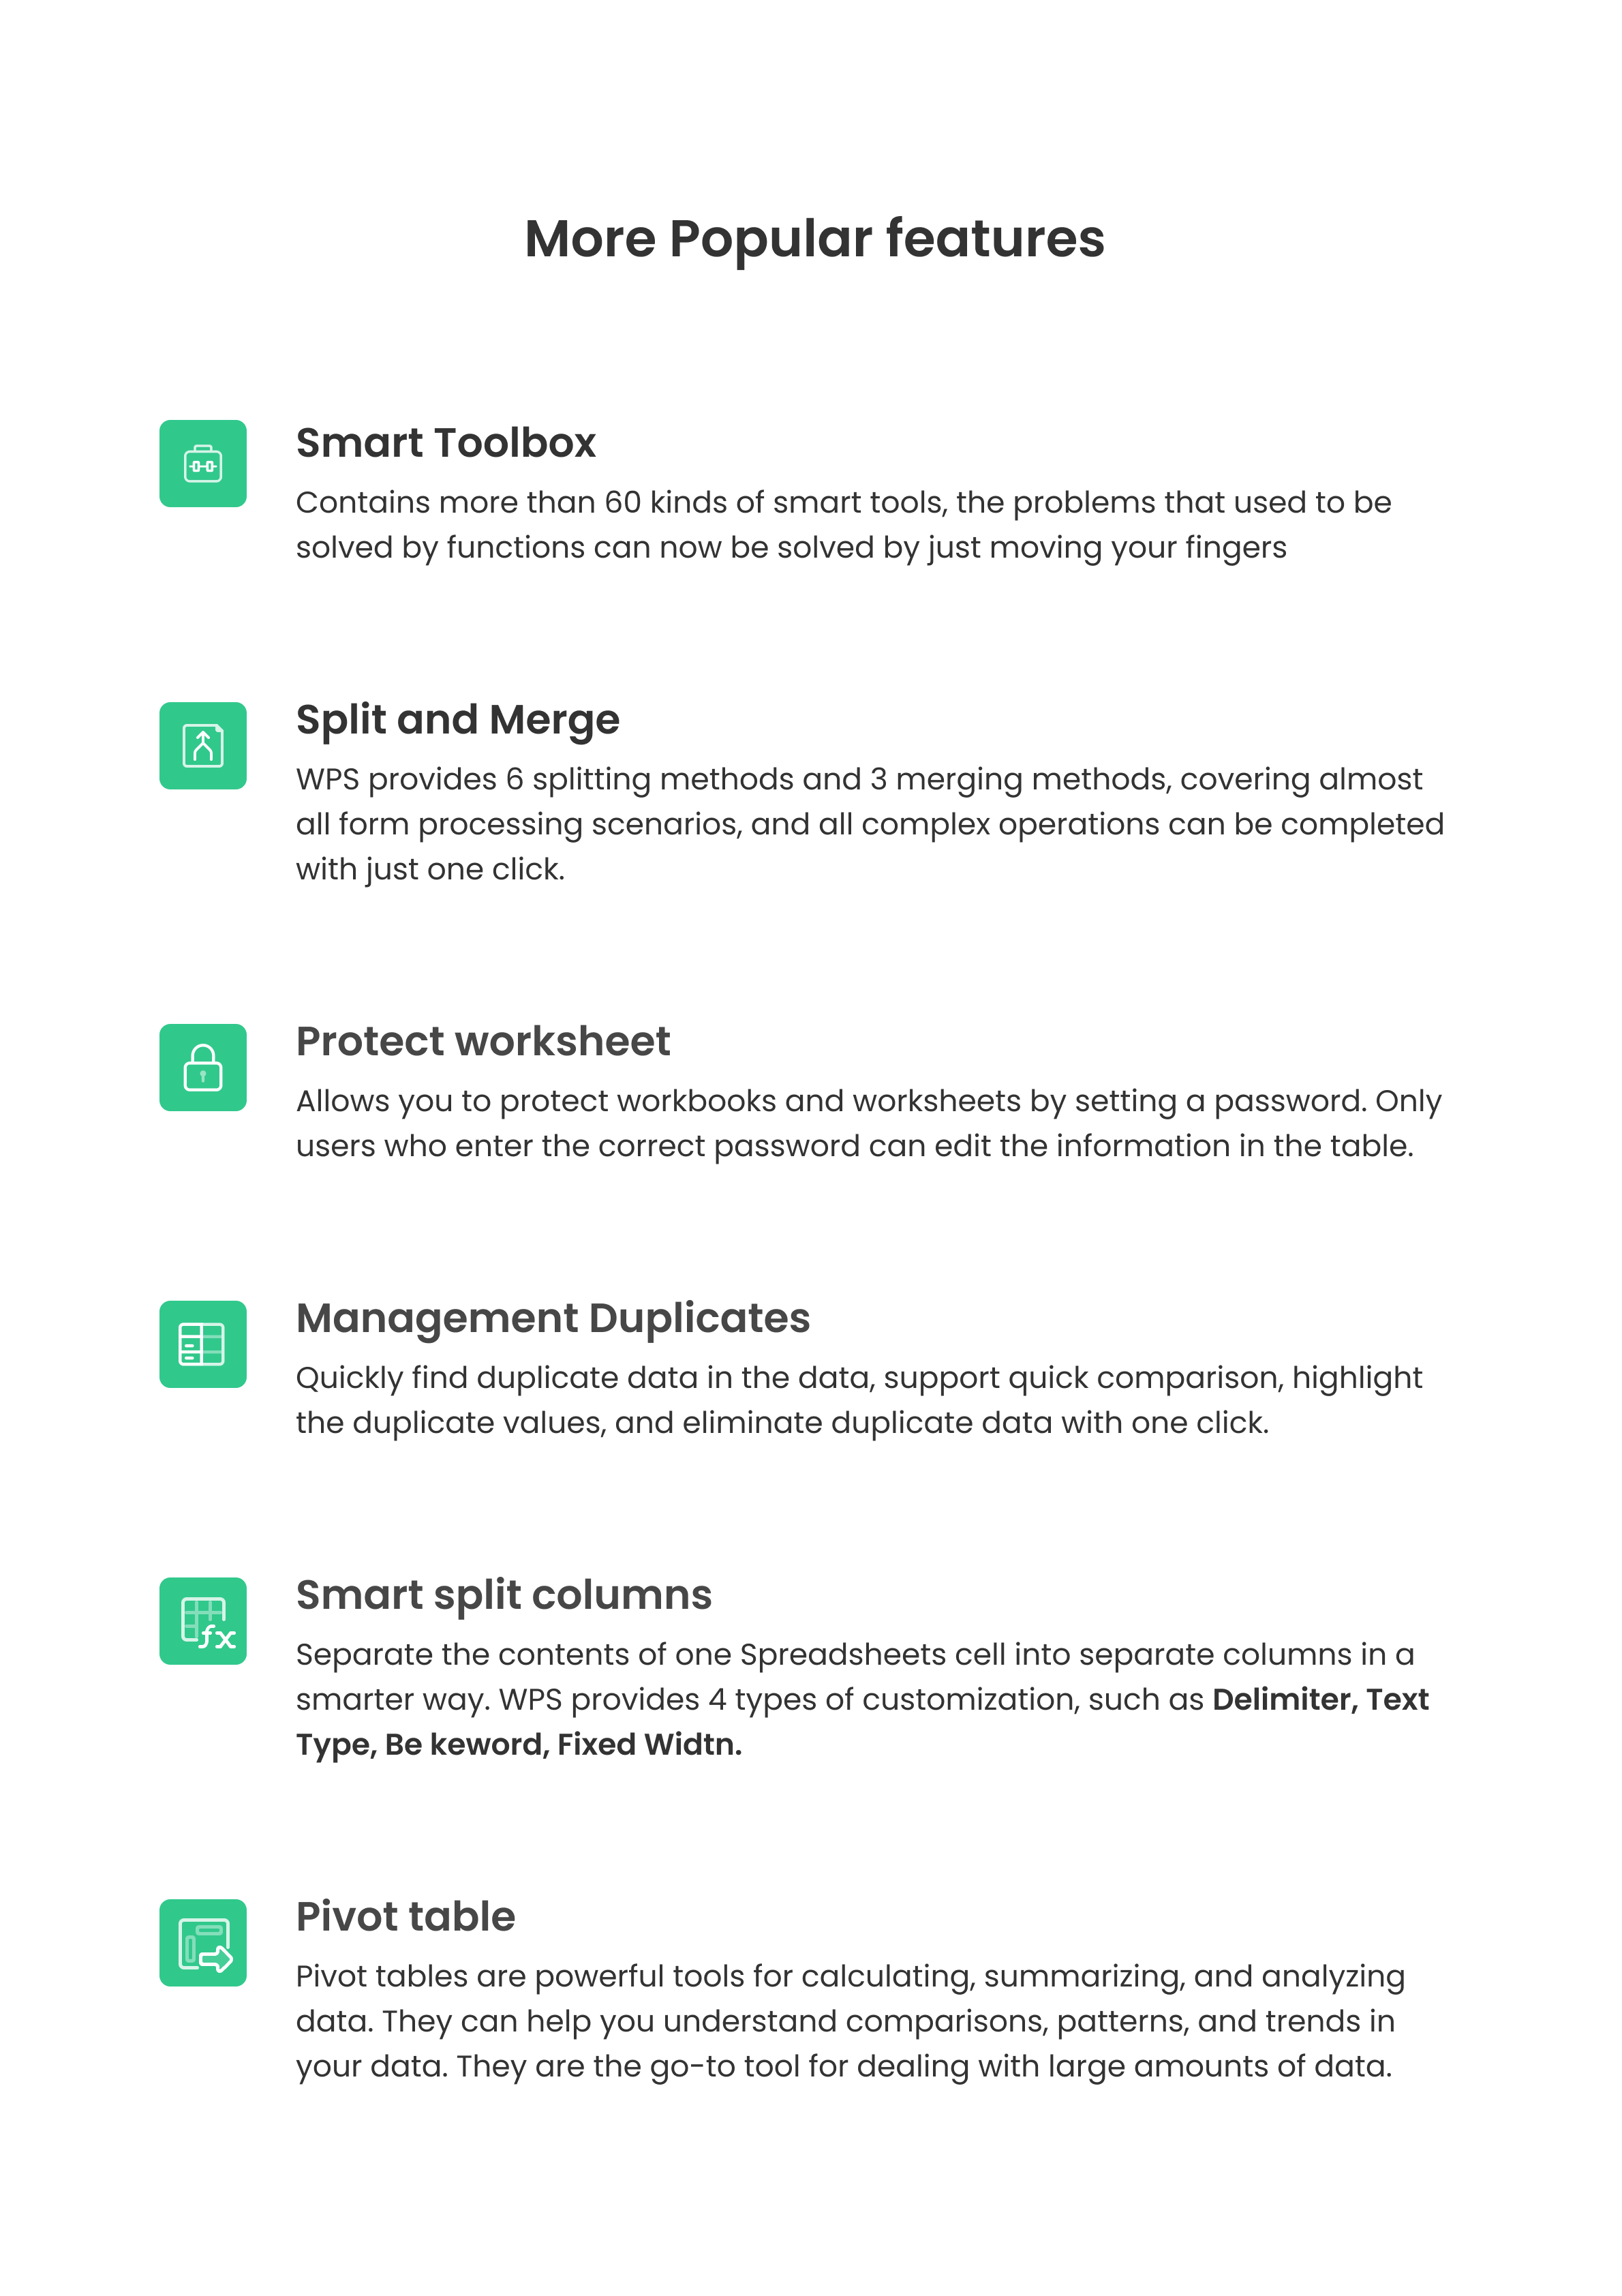 More Popular features
Smart Toolbox
Contains more than 60 kinds of smart tools, the problems that used to be
solved by functions can now be solved by just moving your fingers
Split and Merge
WPS provides 6 splitting methods and 3 merging methods, covering almost
all form processing scenarios, and all complex operations can be completed
with just one click.
Protect worksheet
Allows you to protect workbooks and worksheets by setting a password. Only
users who enter the correct password can edit the information in the table.
Management Duplicates
Quickly find duplicate data in the data, support quick comparison, highlight
the duplicate values, and eliminate duplicate data with one click.
fx
Smart split columns
Separate the contents of one Spreadsheets cell into separate columns in a
smarter way. WPS provides 4 types of customization, such as Delimiter, Text
Type, Be keword, Fixed Widtn.
Pivot table
Pivot tables are powerful tools for calculating, summarizing, and analyzing
data. They can help you understand comparisons, patterns, and trends in
your data. They are the go-to tool for dealing with large amounts of data.